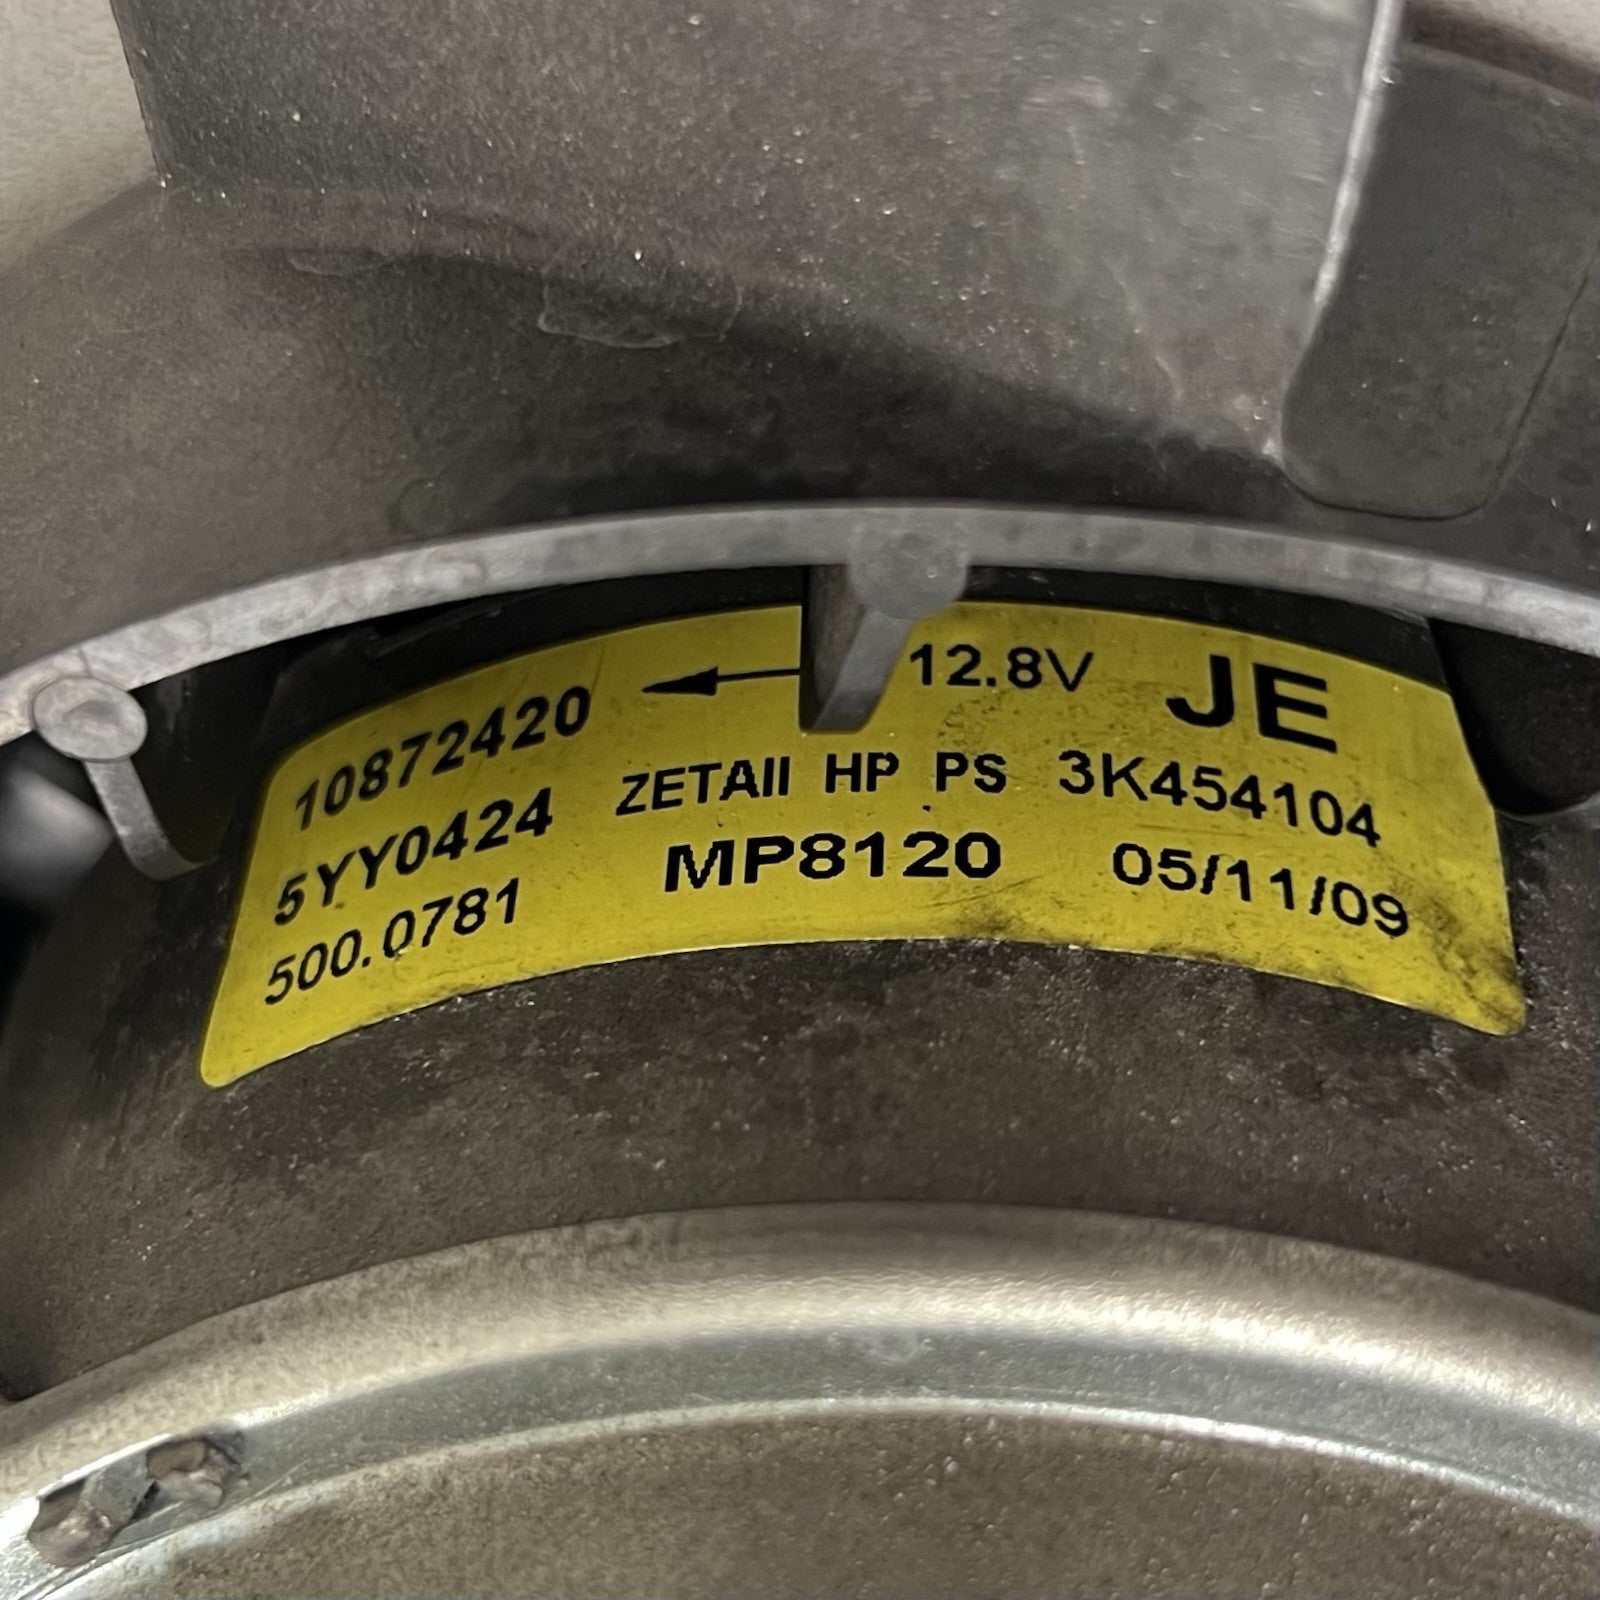 10872420 ← 12.8V JE
5YY0424 ZETAII HP PS 3K454104
500.0781 MP8120 05/11/09